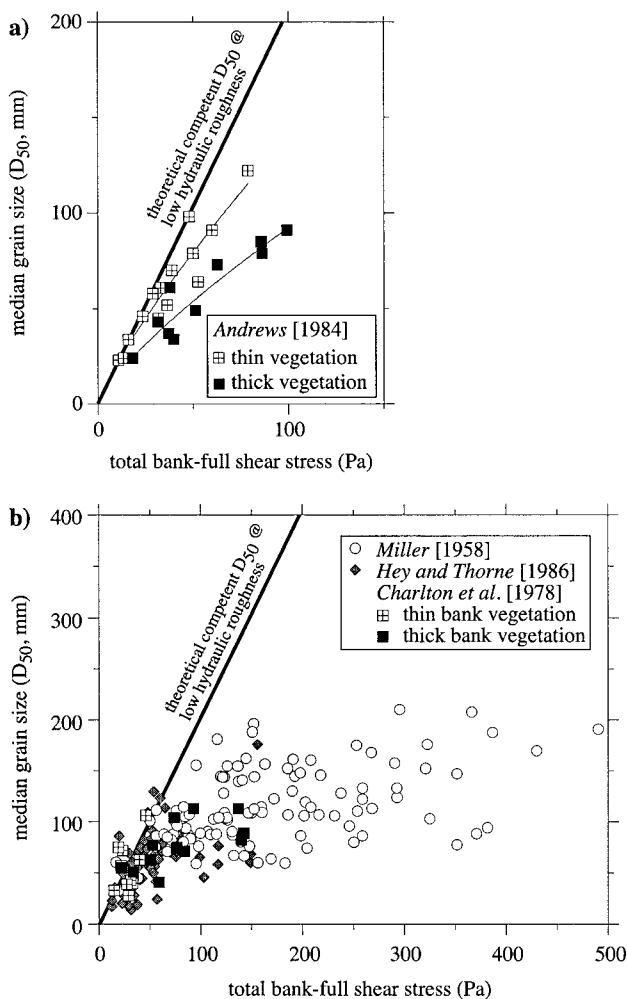 a)
200
100
0
0
100
median grain size (D50, mm)
theoretical competent D50 @
low hydraulic roughness
Andrews [1984]
thin vegetation
thick vegetation
total bank-full shear stress (Pa)
b)
400
300
200
100
0
0
100
200
300
400
500
median grain size (D50, mm)
theoretical competent D50 @
low hydraulic roughness
Miller [1958]
Hey and Thorne [1986]
Charlton et al. [1978]
thin bank vegetation
thick bank vegetation
total bank-full shear stress (Pa)